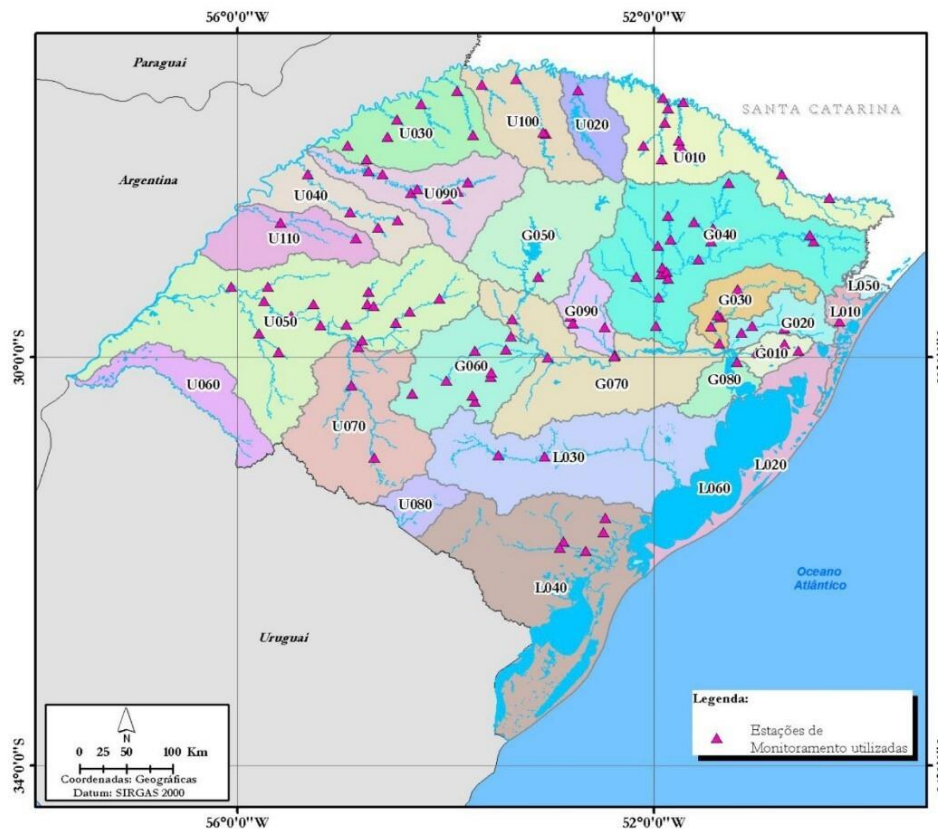 56°0'0"W
52°0'0"W
Paraguai
SANTA CATARINA
U030
U100
U020
U010
Argentina
U090
U040
U110
G050
G040
L050
G030
G090
L010
U050
G020
30°0'0"S
G010
U060
G060
G070
G080
U070
L030
L020
L060
U080
Oceano
Atlântico
L040
Uruguai
Legenda:
Estações de
Monitoramento utilizadas
N
0 25 50 100 Km
Coordenadas: Geográficas
Datum: SIRGAS 2000
34°0'0"S
56°0'0"W
52°0'0"W